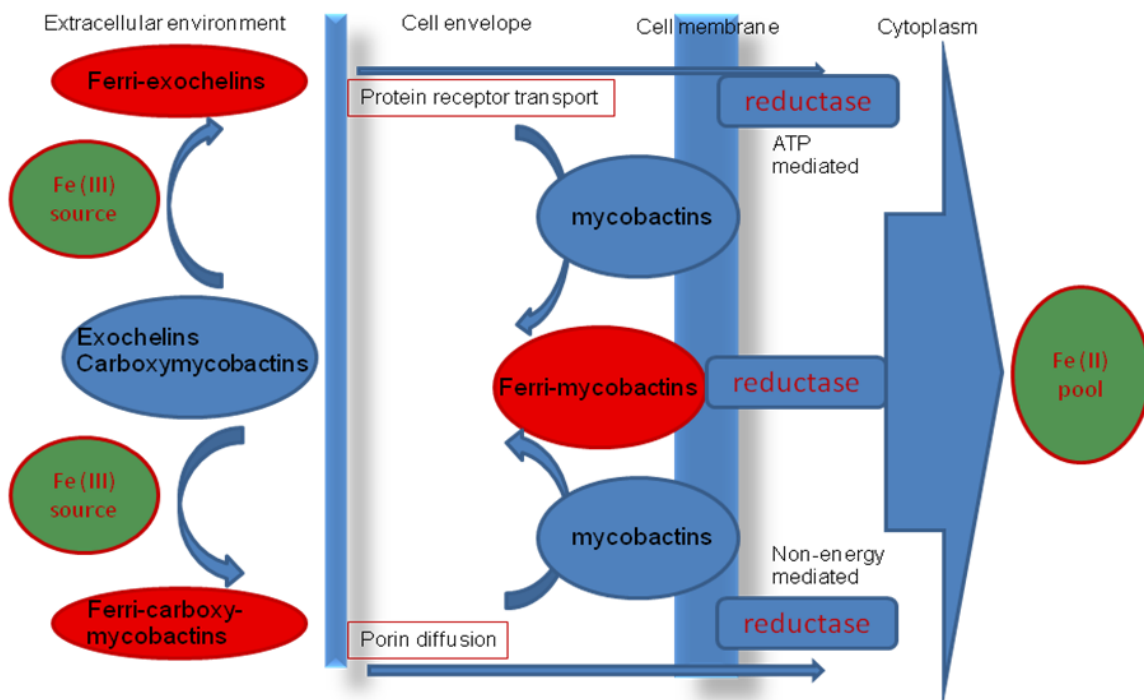 Extracellular environment
Cell envelope
Cell membrane
Cytoplasm
Ferri-exochelins
Protein receptor transport
reductase
ATP
mediated
Fe (III)
source
mycobactins
Exochelins
Carboxymycobactins
Ferri-mycobactins
reductase
Fe (II)
pool
Fe (III)
source
mycobactins
Non-energy
mediated
Ferri-carboxy-
mycobactins
Porin diffusion
reductase